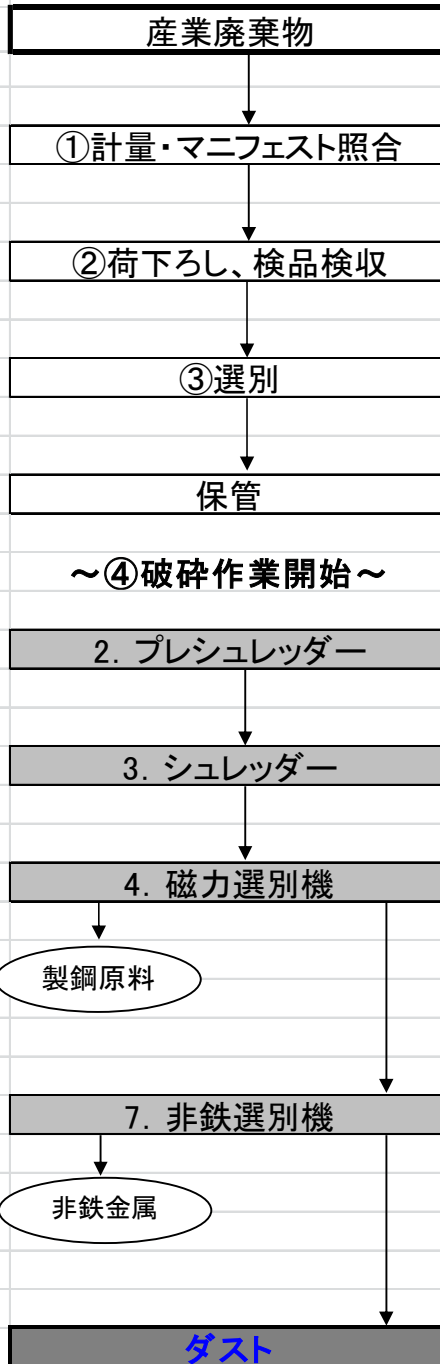 産業廃棄物
①計量・マニフェスト照合
②荷下ろし、検品検収
③選別
保管
～④破砕作業開始～
2. プレシュレッダー
3. シュレッダー
4. 磁力選別機
製鋼原料
7. 非鉄選別機
非鉄金属
ダスト